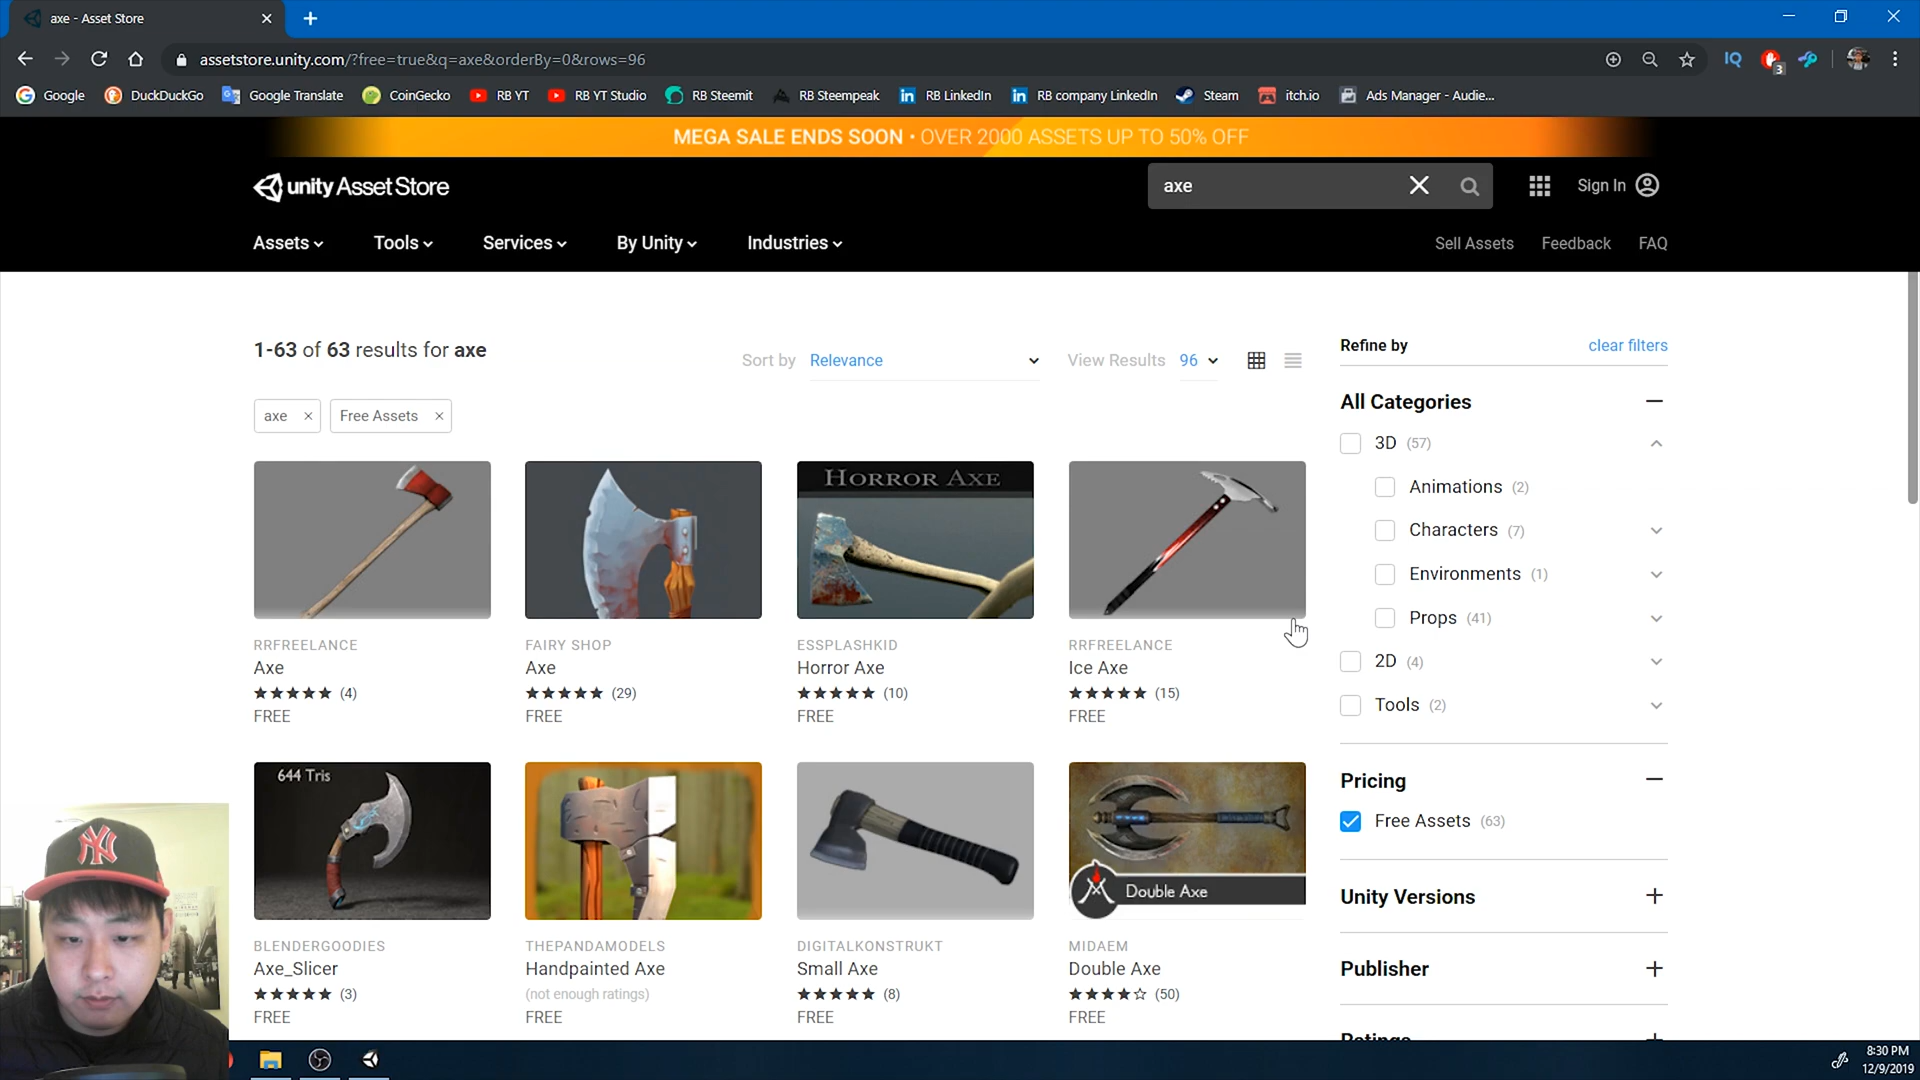 axe - Asset Store
assetstore.unity.com/?free=true&q=axe&orderBy=0&rows=96
IQ
3
Google
DuckDuckGo
Google Translate
CoinGecko
RB YT
RB YT Studio
RB Steemit
RB Steempeak
RB LinkedIn
RB company LinkedIn
Steam
itch.io
Ads Manager - Audie...
MEGA SALE ENDS SOON • OVER 2000 ASSETS UP TO 50% OFF
unity Asset Store
axe
Sign In
Assets
Tools
Services
By Unity
Industries
Sell Assets
Feedback
FAQ
1-63 of 63 results for axe
Sort by Relevance
View Results 96
axe ×
Free Assets ×
HORROR AXE
RRFREELANCE
Axe
(4)
FREE
FAIRY SHOP
Axe
(29)
FREE
ESSPLASHKID
Horror Axe
(10)
FREE
RRFREELANCE
Ice Axe
(15)
FREE
644 Tris
Double Axe
BLENDERGOODIES
Axe_Slicer
(3)
FREE
THEPANDAMODELS
Handpainted Axe
(not enough ratings)
FREE
DIGITALKONSTRUKT
Small Axe
(8)
FREE
MIDAEM
Double Axe
(50)
FREE
Refine by
clear filters
All Categories
3D (57)
Animations (2)
Characters (7)
Environments (1)
Props (41)
2D (4)
Tools (2)
Pricing
Free Assets (63)
Unity Versions
Publisher
Ratings
NY
8:30 PM
12/9/2019